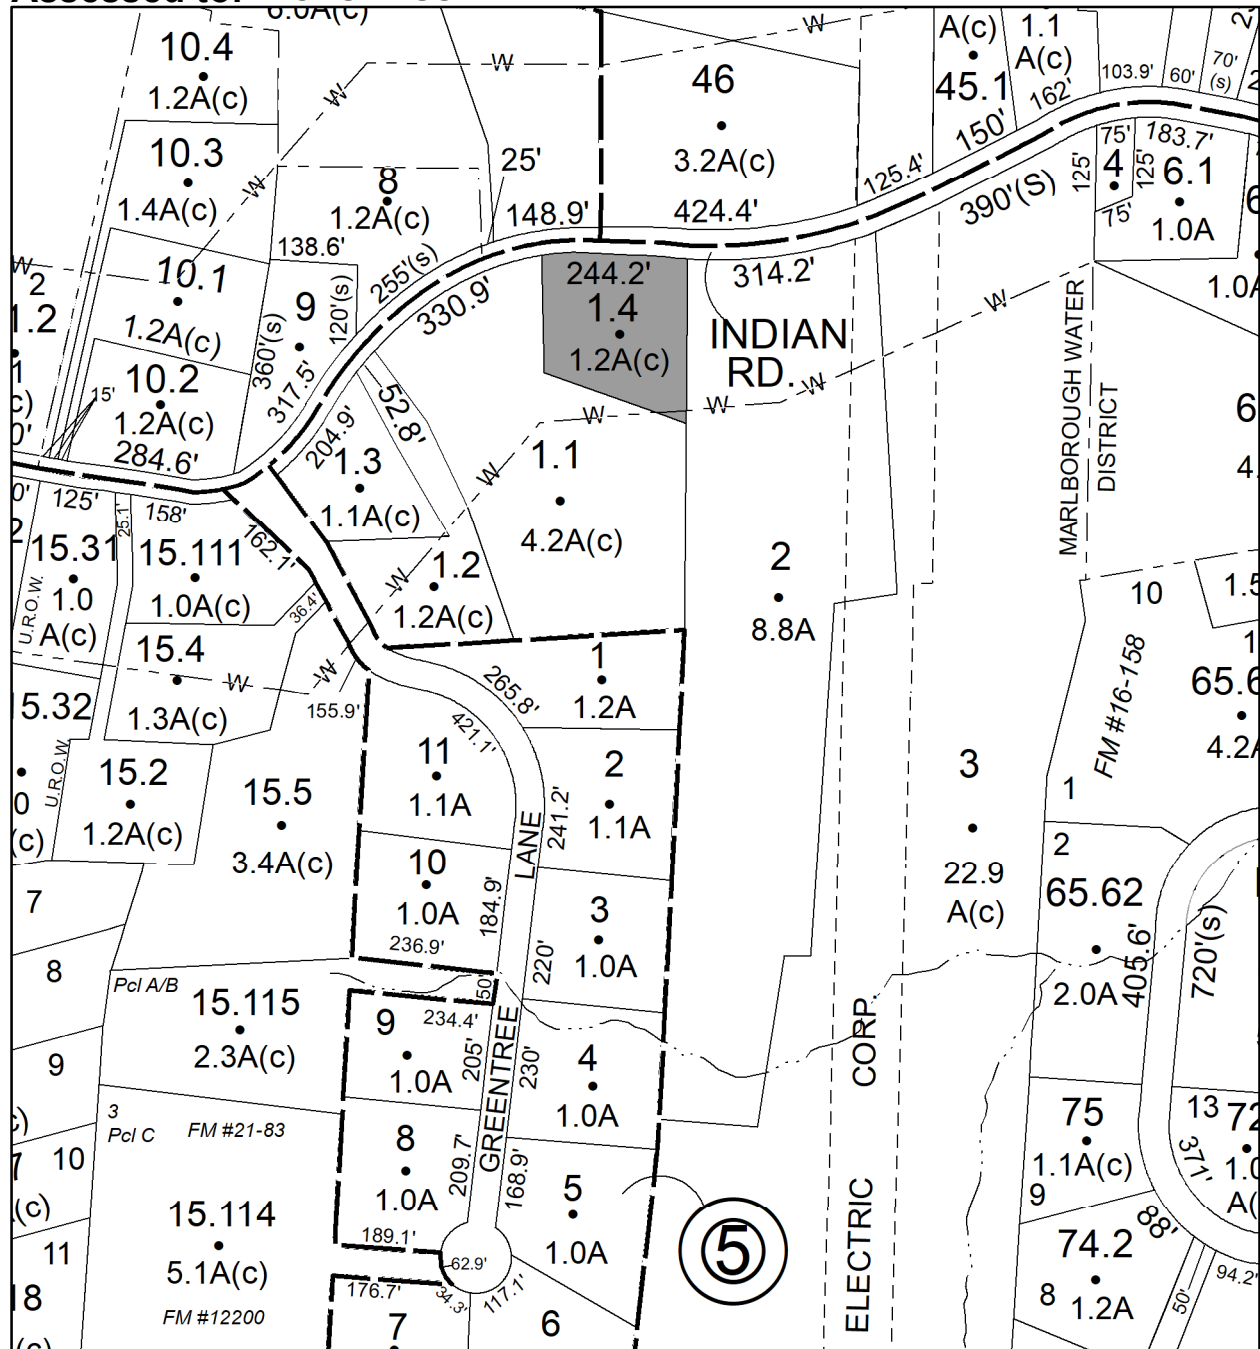 10.4
1.2A(c)
6.0A(c)
W
W
W
46
3.2A(c)
A(c)
45.1
1.1
A(c)
103.9'
60'
70'
(s)
162'
150'
10.3
1.4A(c)
W
8
1.2A(c)
25'
148.9'
424.4'
125.4'
390'(S)
75'
183.7'
125'
4
125'
75'
6.1
1.0A
138.6'
W
2
10.1
1.2A(c)
9
120'(s)
255'(s)
330.9'
360'(s)
317.5'
244.2'
1.4
1.2A(c)
314.2'
INDIAN
RD.
W
W
W
W
MARLBOROUGH WATER
DISTRICT
1.2
10.2
1.2A(c)
15'
284.6'
52.8'
204.9'
1.3
1.1A(c)
W
1.1
4.2A(c)
125'
25.1'
158'
162.1'
15.31
1.0
A(c)
U.R.O.W.
15.111
1.0A(c)
36.4'
W
1.2
1.2A(c)
2
8.8A
10
1.5
15.4
1.3A(c)
W
W
155.9'
265.8'
421.1'
1
1.2A
FM #16-158
U.R.O.W.
15.2
1.2A(c)
15.5
3.4A(c)
11
1.1A
2
1.1A
241.2'
LANE
3
22.9
A(c)
1
2
65.62
2.0A
405.6'
720'(s)
7
10
1.0A
184.9'
236.9'
3
1.0A
220'
8
Pcl A/B
15.115
2.3A(c)
50'
234.4'
9
1.0A
205'
GREENTREE
230'
4
1.0A
CORP.
9
3
Pcl C
FM #21-83
8
1.0A
209.7'
168.9'
5
1.0A
75
1.1A(c)
9
13
371'
10
15.114
5.1A(c)
FM #12200
189.1'
62.9'
176.7'
34.3'
117.1'
5
ELECTRIC
88'
74.2
8
1.2A
50'
94.2'
11
7
6